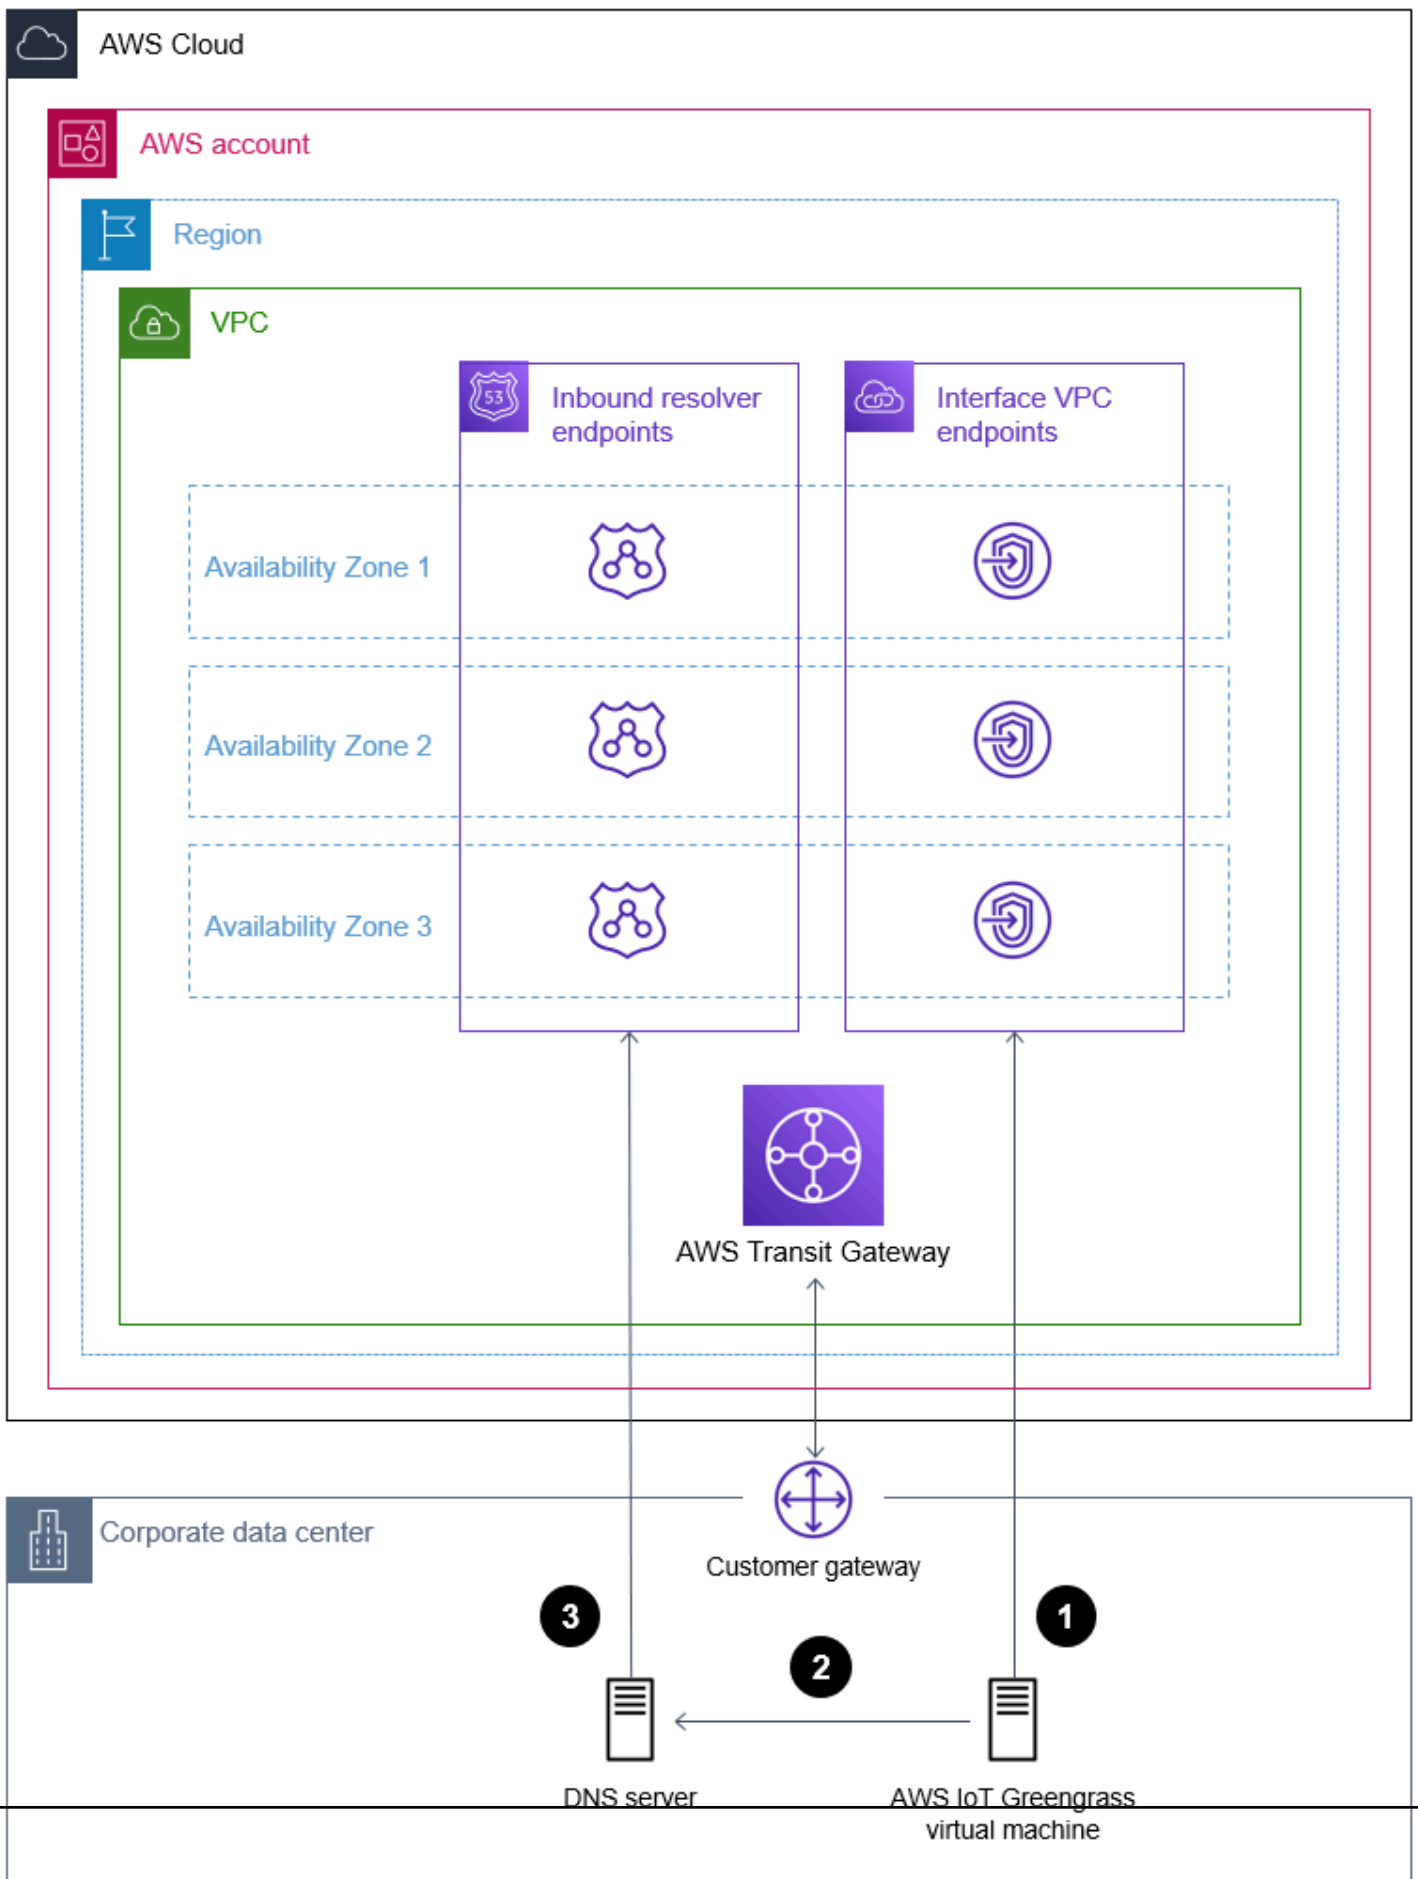 AWS Cloud
AWS account
Region
VPC
53
Inbound resolver
endpoints
Interface VPC
endpoints
Availability Zone 1
Availability Zone 2
Availability Zone 3
AWS Transit Gateway
Corporate data center
Customer gateway
3
1
2
DNS server
AWS IoT Greengrass
virtual machine